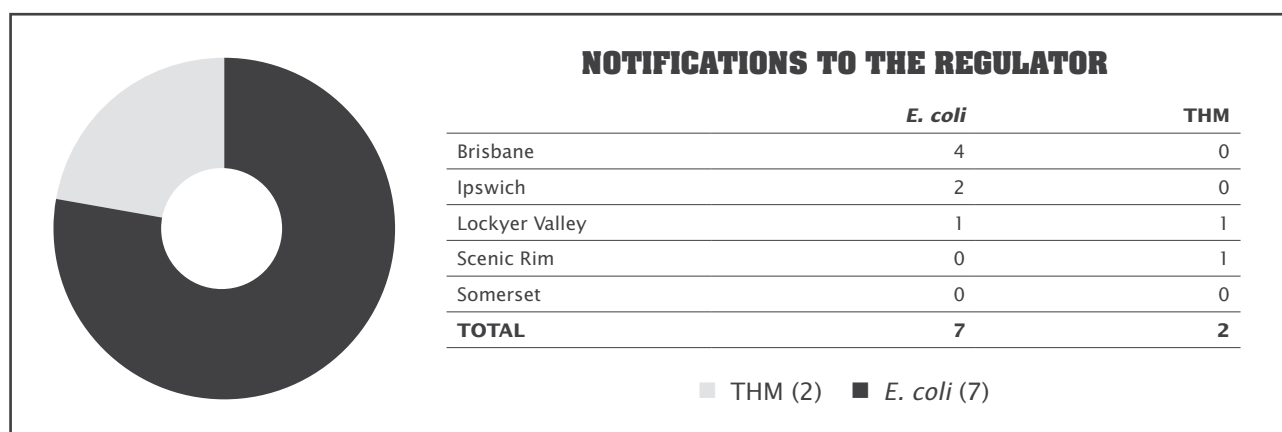 NOTIFICATIONS TO THE REGULATOR
E. coli THM
Brisbane 4 0
Ipswich 2 0
Lockyer Valley 1 1
Scenic Rim 0 1
Somerset 0 0
TOTAL 7 2
THM (2) E. coli (7)